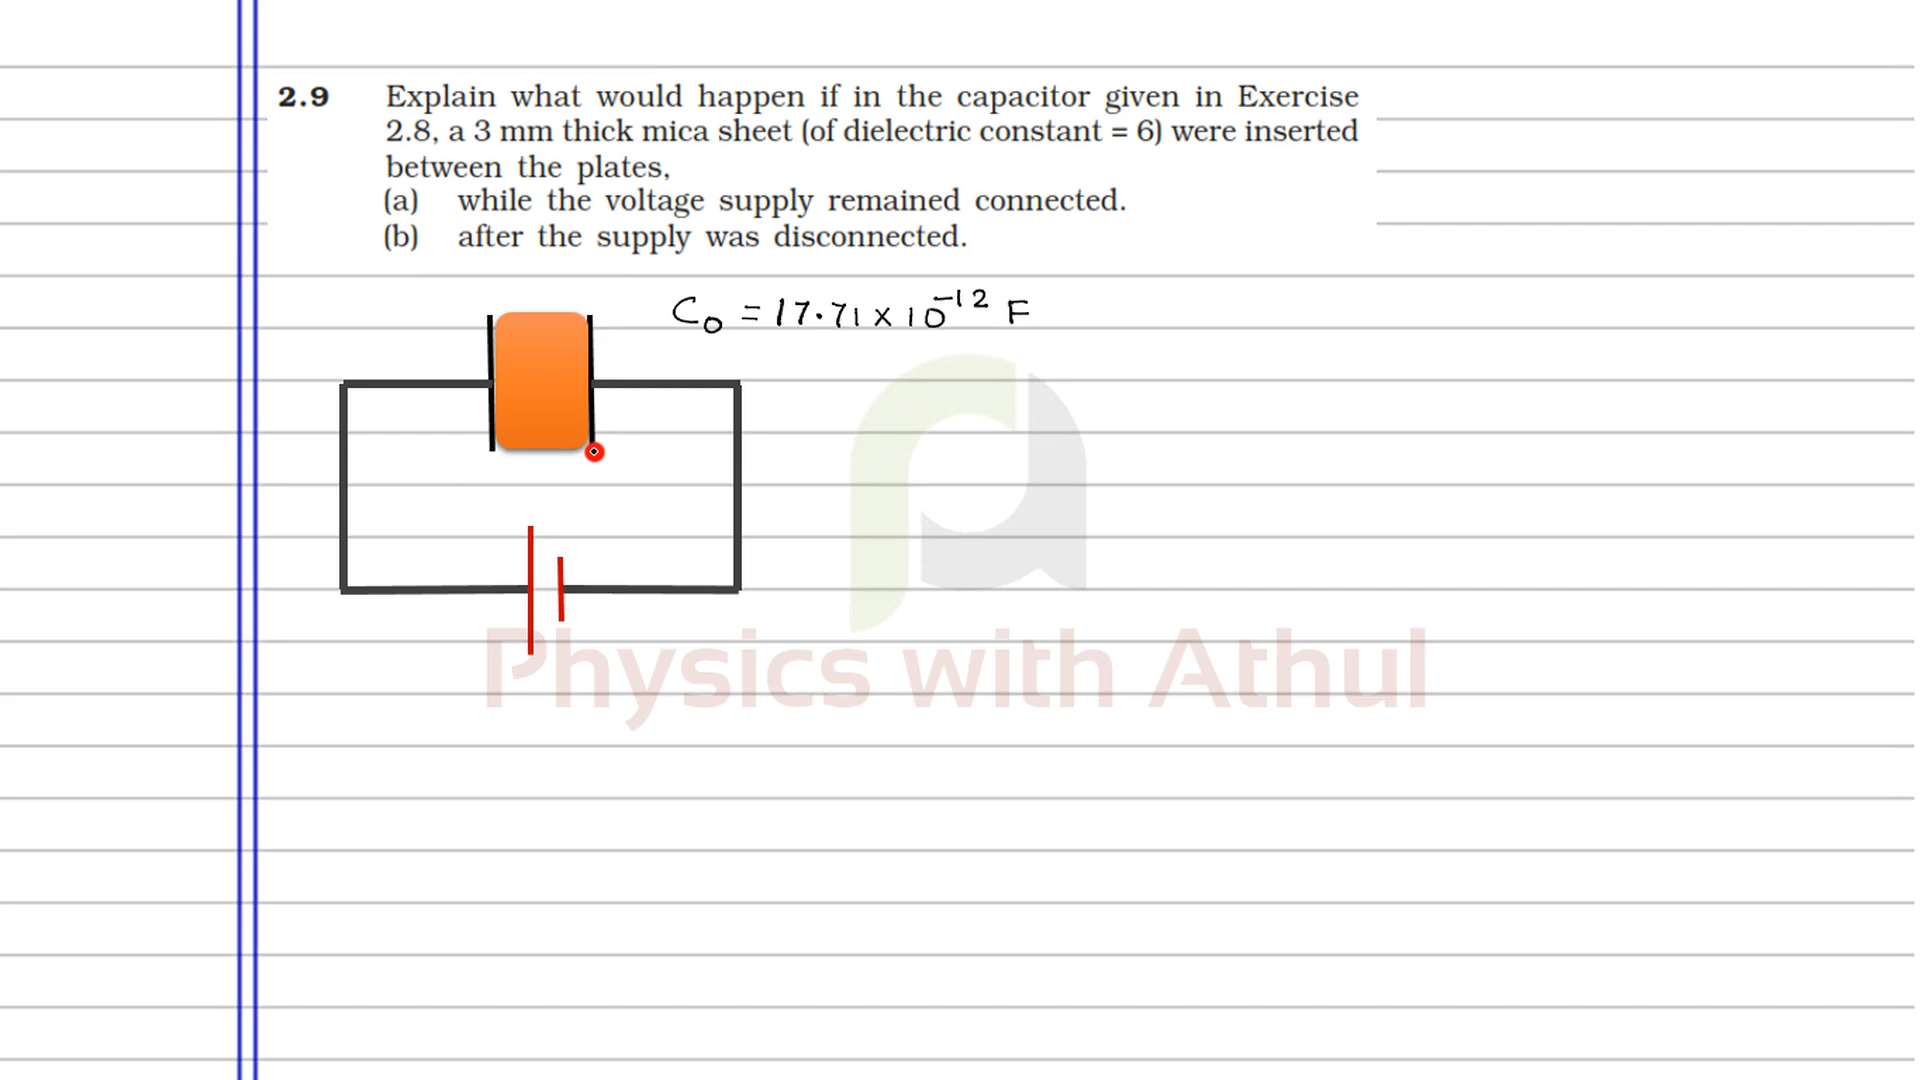 2.9 Explain what would happen if in the capacitor given in Exercise
2.8, a 3 mm thick mica sheet (of dielectric constant = 6) were inserted
between the plates,
(a) while the voltage supply remained connected.
(b) after the supply was disconnected.
C₀ = 17.71 × 10⁻¹² F
Physics with Athul